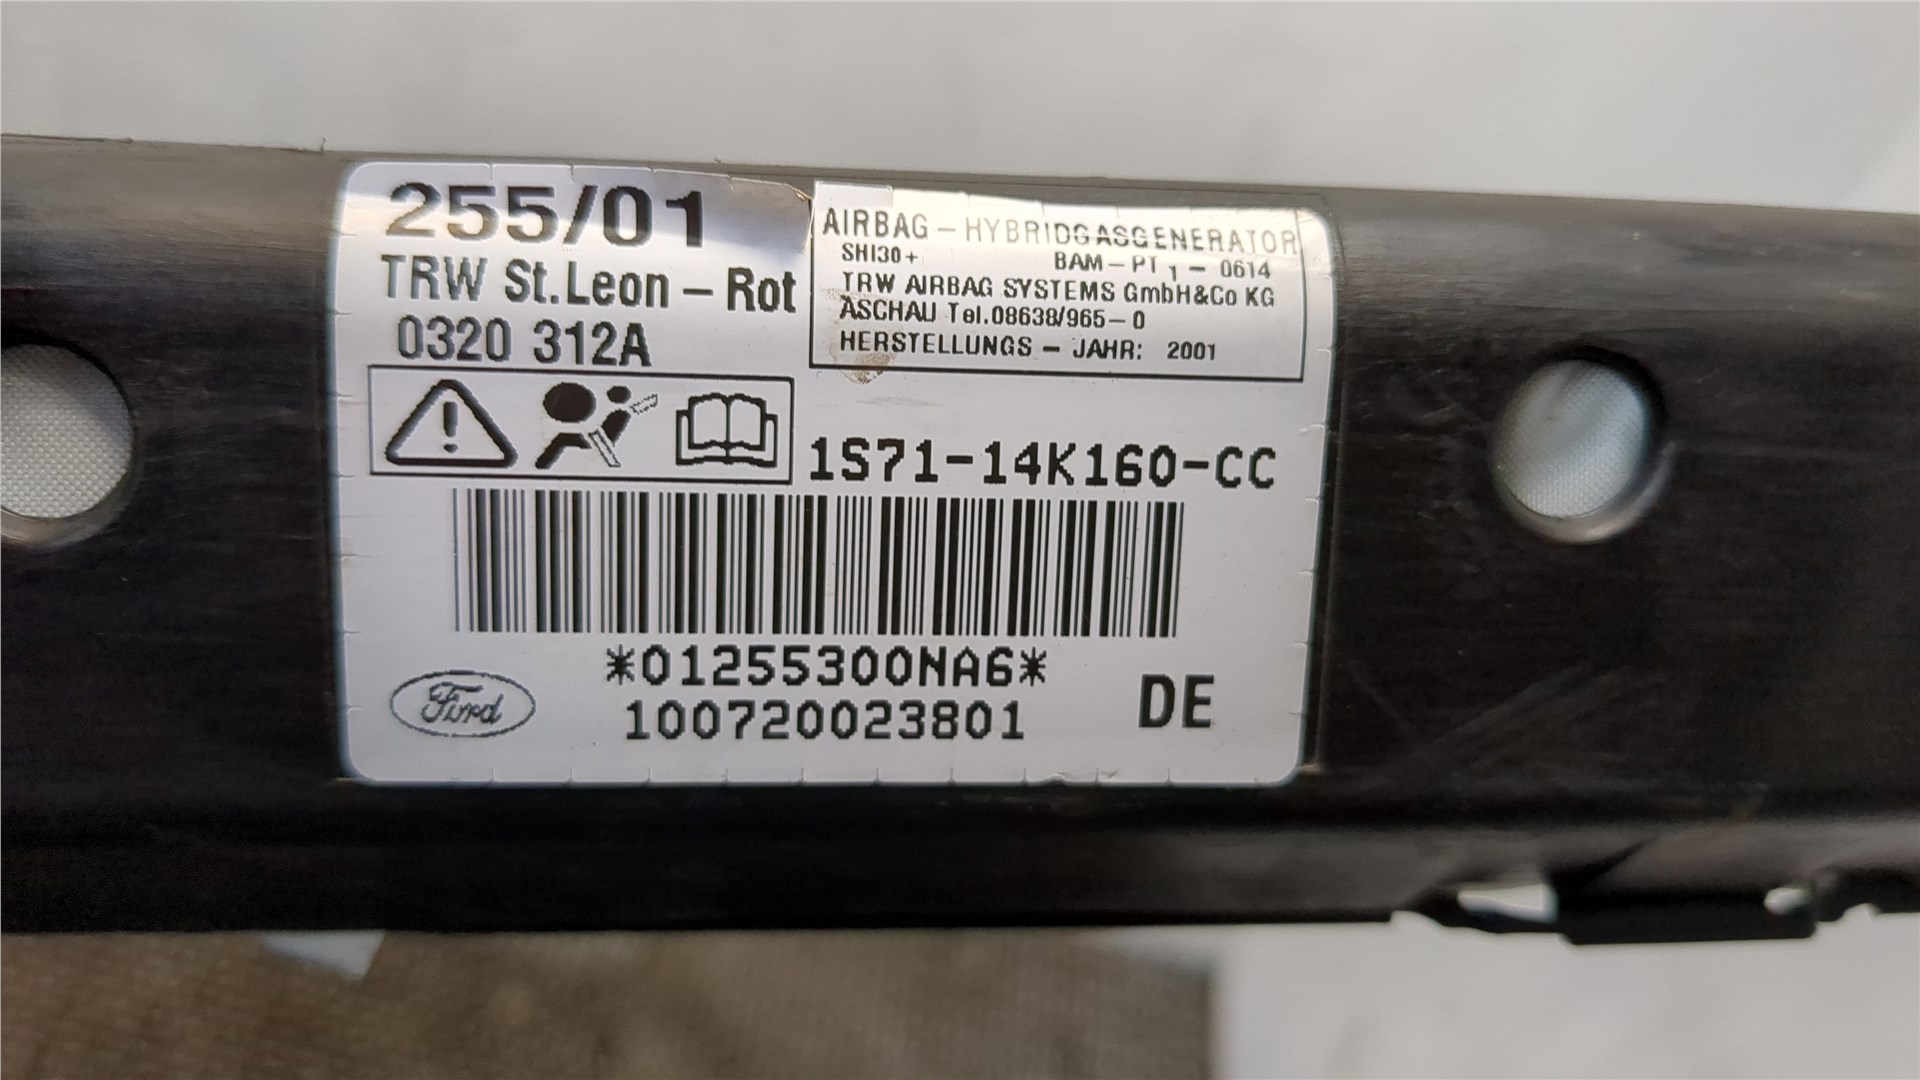 255/01
TRW St.Leon – Rot
0320 312A
AIRBAG – HYBRIDGASGENERATOR
SHI30+ BAM–PT 1 – 0614
TRW AIRBAG SYSTEMS GmbH&Co KG
ASCHAU Tel.08638/965–0
HERSTELLUNGS – JAHR: 2001
1S71-14K160-CC
*01255300NA6*
100720023801
Ford
DE